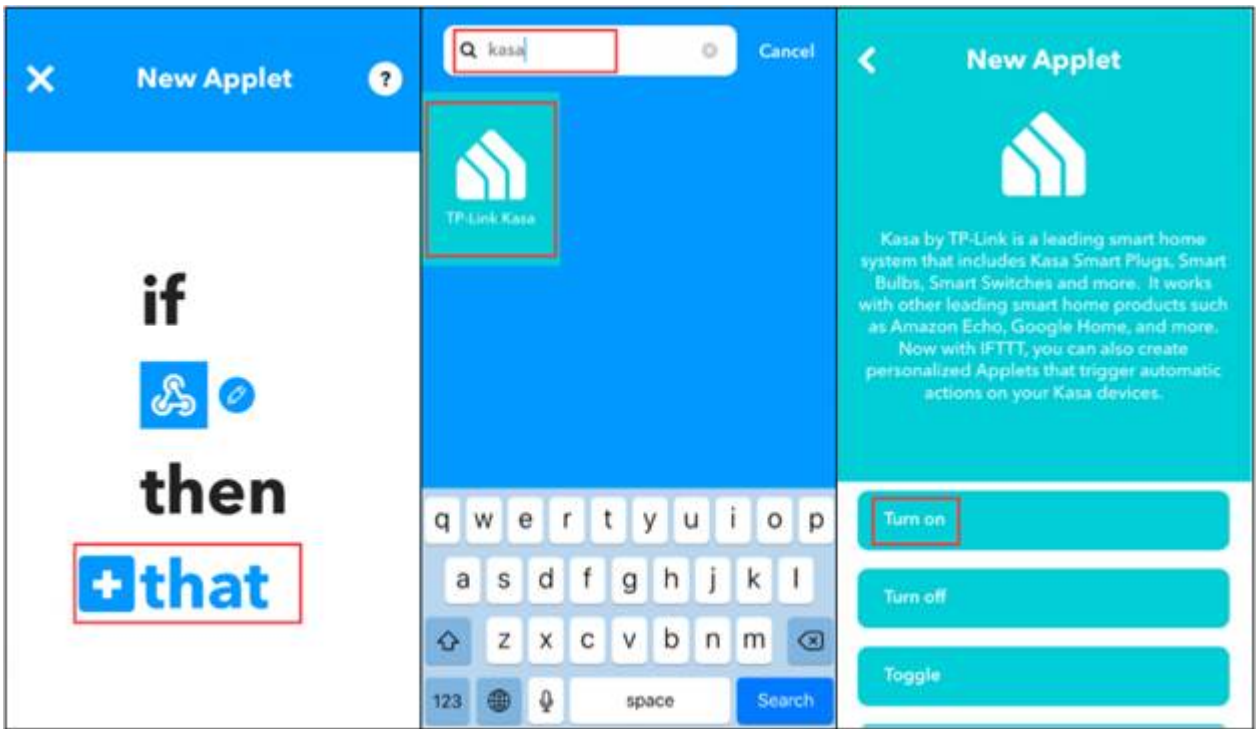 New Applet
?
if
then
+that
kasa
Cancel
TP-Link Kasa
q w e r t y u i o p
a s d f g h j k l
z x c v b n m
123
space
Search
New Applet
Kasa by TP-Link is a leading smart home
system that includes Kasa Smart Plugs, Smart
Bulbs, Smart Switches and more. It works
with other leading smart home products such
as Amazon Echo, Google Home, and more.
Now with IFTTT, you can also create
personalized Applets that trigger automatic
actions on your Kasa devices.
Turn on
Turn off
Toggle